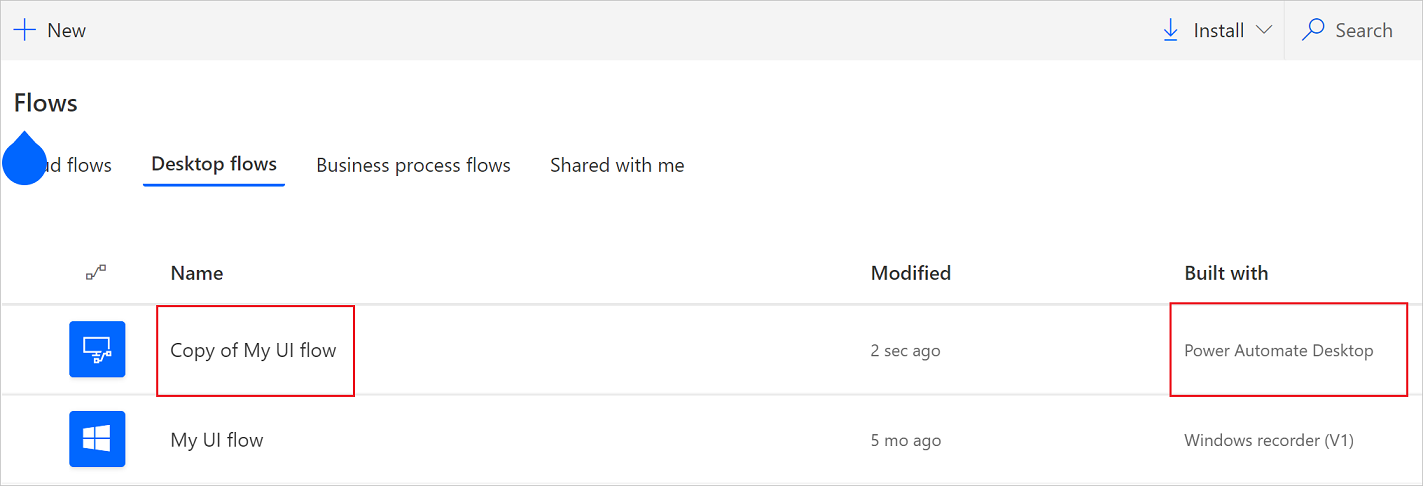 New Install Search
Flows
ud flows Desktop flows Business process flows Shared with me
Name Modified Built with
Copy of My UI flow 2 sec ago Power Automate Desktop
My UI flow 5 mo ago Windows recorder (V1)